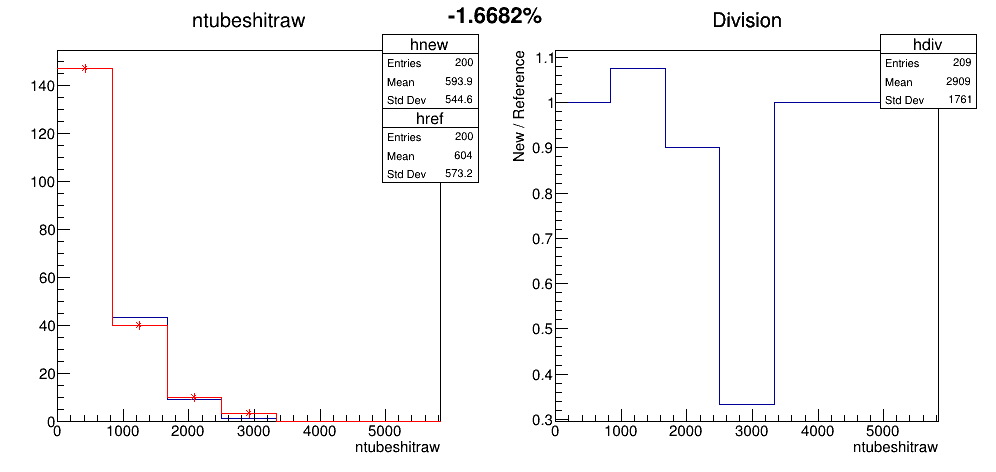 -1.6682%
ntubeshitraw
hnew
Entries 200
Mean 593.9
Std Dev 544.6
href
Entries 200
Mean 604
Std Dev 573.2
140
120
100
80
60
40
20
0
0 1000 2000 3000 4000 5000
ntubeshitraw
Division
hdiv
Entries 209
Mean 2909
Std Dev 1761
New / Reference
1.1
1
0.9
0.8
0.7
0.6
0.5
0.4
0.3
0 1000 2000 3000 4000 5000
ntubeshitraw